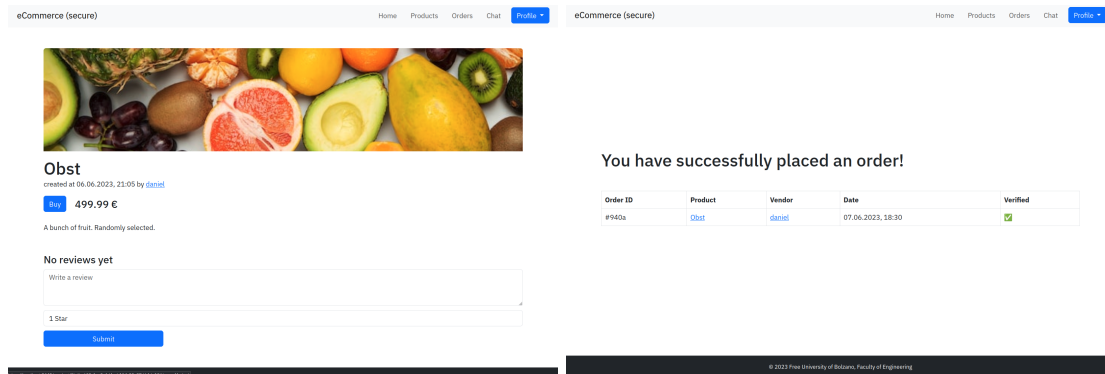 eCommerce (secure)
Home Products Orders Chat Profile
Obst
created at 06.06.2023, 21:05 by daniel
Buy 499.99 €
A bunch of fruit. Randomly selected.
No reviews yet
Write a review
1 Star
Submit
eCommerce (secure)
Home Products Orders Chat Profile
You have successfully placed an order!
Order ID Product Vendor Date Verified
#940a Obst daniel 07.06.2023, 18:30 ✅
© 2023 Free University of Bolzano, Faculty of Engineering